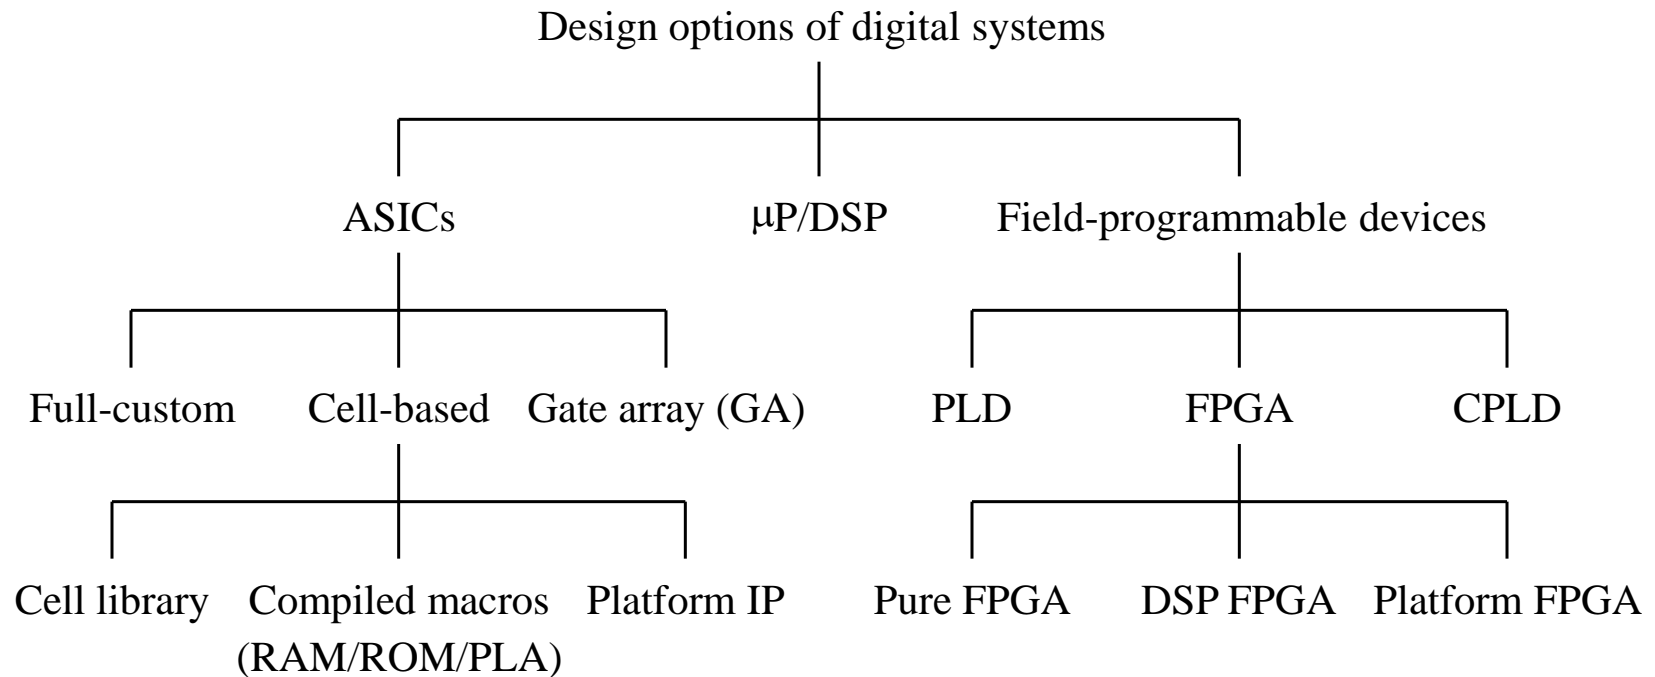 Design options of digital systems
ASICs
μP/DSP
Field-programmable devices
Full-custom
Cell-based
Gate array (GA)
PLD
FPGA
CPLD
Cell library
Compiled macros
(RAM/ROM/PLA)
Platform IP
Pure FPGA
DSP FPGA
Platform FPGA